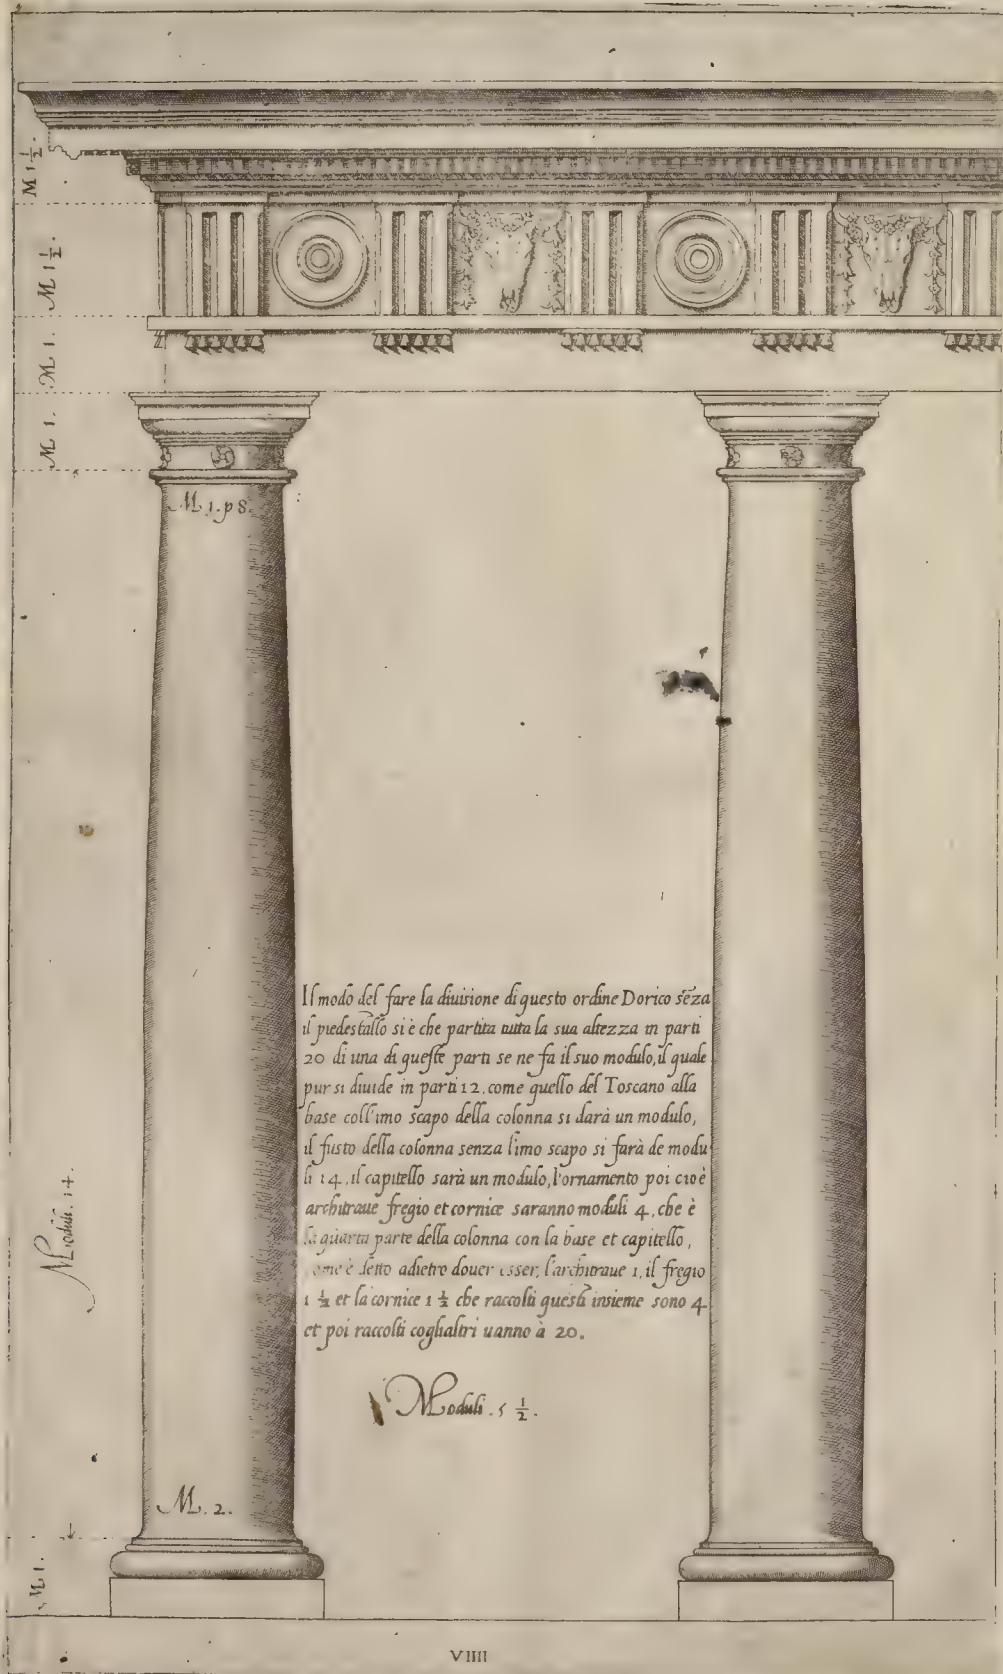 M 1 1/2.
M 1 1/2.
M 1.
M 1.
M. 1. p 8.
Il modo del fare la diuisione di questo ordine Dorico sēza
il piedestallo si è che partita tutta la sua altezza in parti
20 di una di queste parti se ne fa il suo modulo, il quale
pur si diuide in parti 12. come quello del Toscano alla
base coll'imo scapo della colonna si darà un modulo,
il fusto della colonna senza l'imo scapo si farà de modu
li 14, il capitello sarà un modulo, l'ornamento poi cioè
architraue fregio et cornice saranno moduli 4, che è
la quarta parte della colonna con la base et capitello,
come è detto adietro douer esser, l'architraue 1, il fregio
1 1/2 et la cornice 1 1/2 che raccolti questi insieme sono 4
et poi raccolti cogl'altri uanno à 20.
Moduli. 14.
Moduli. 5 1/2.
M. 2.
M 1.
VIIII